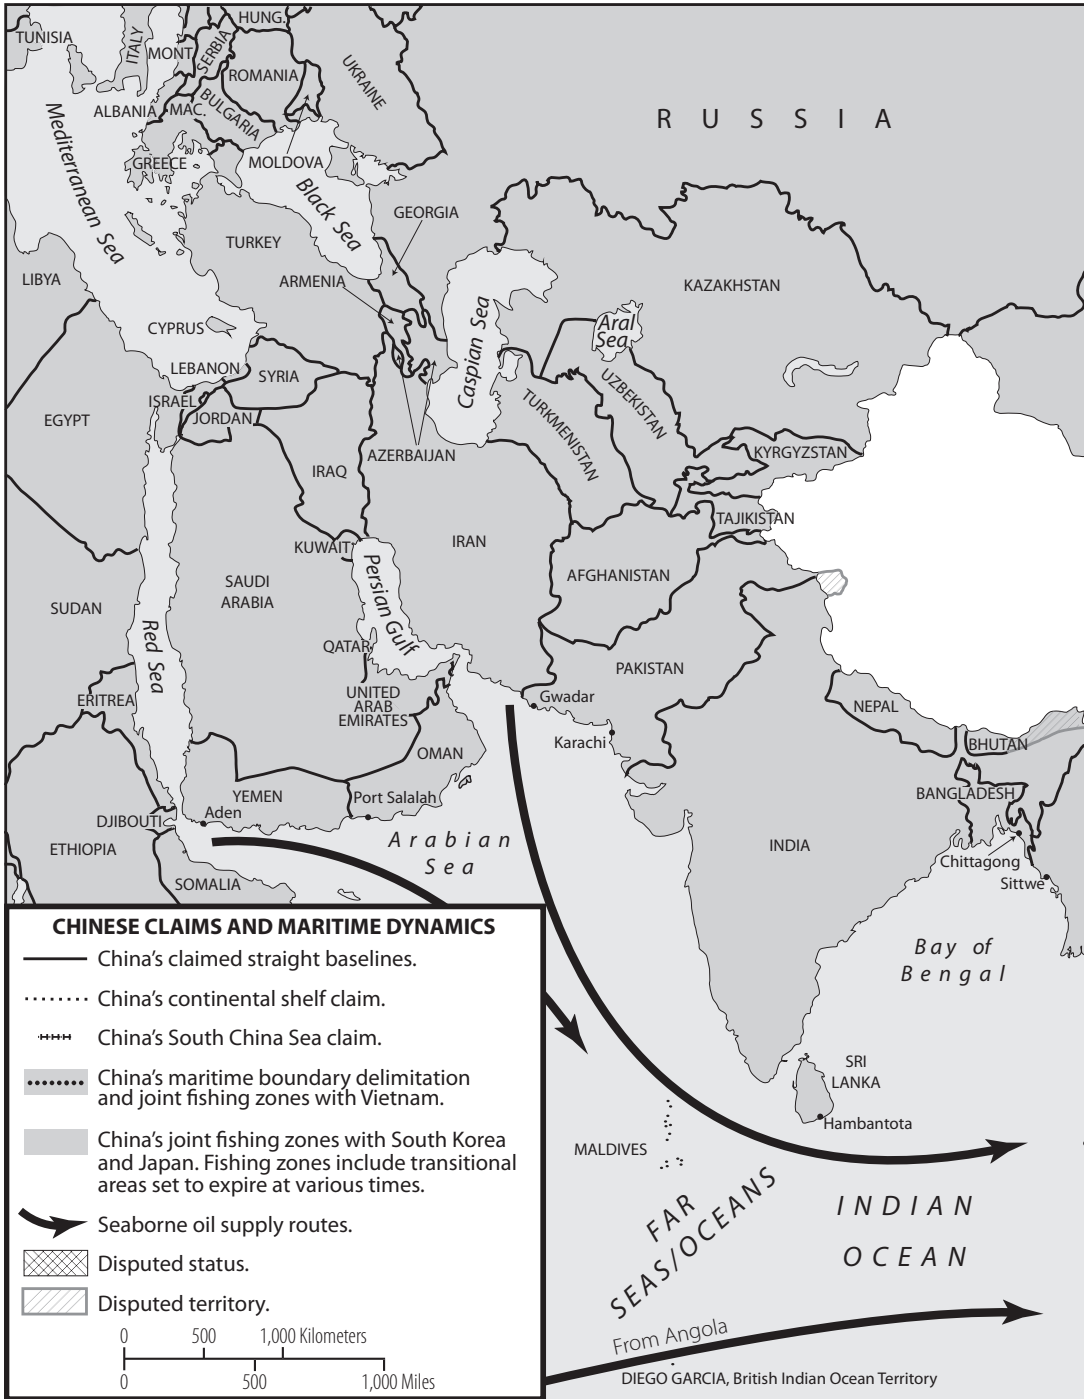 HUNG.
TUNISIA
ITALY
MONT.
SERBIA
ROMANIA
UKRAINE
RUSSIA
ALBANIA
MAC.
BULGARIA
Mediterranean Sea
GREECE
MOLDOVA
Black Sea
GEORGIA
TURKEY
LIBYA
ARMENIA
KAZAKHSTAN
CYPRUS
Caspian Sea
Aral
Sea
LEBANON
SYRIA
ISRAEL
JORDAN
EGYPT
TURKMENISTAN
UZBEKISTAN
AZERBAIJAN
KYRGYZSTAN
IRAQ
TAJIKISTAN
KUWAIT
IRAN
Persian Gulf
AFGHANISTAN
SAUDI
ARABIA
SUDAN
Red Sea
QATAR
PAKISTAN
ERITREA
UNITED
ARAB
EMIRATES
Gwadar
NEPAL
Karachi
BHUTAN
OMAN
YEMEN
Port Salalah
BANGLADESH
DJIBOUTI
Aden
Arabian
Sea
ETHIOPIA
INDIA
Chittagong
SOMALIA
Sittwe
Bay of
Bengal
SRI
LANKA
Hambantota
MALDIVES
FAR
SEAS/OCEANS
INDIAN
OCEAN
From Angola
DIEGO GARCIA, British Indian Ocean Territory
CHINESE CLAIMS AND MARITIME DYNAMICS
China's claimed straight baselines.
China's continental shelf claim.
China's South China Sea claim.
China's maritime boundary delimitation
and joint fishing zones with Vietnam.
China's joint fishing zones with South Korea
and Japan. Fishing zones include transitional
areas set to expire at various times.
Seaborne oil supply routes.
Disputed status.
Disputed territory.
0 500 1,000 Kilometers
0 500 1,000 Miles